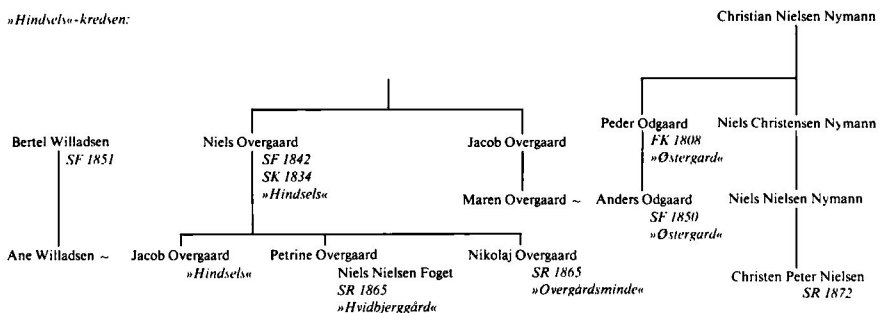 »Hindsels«-kredsen:
Christian Nielsen Nymann
Bertel Willadsen
SF 1851
Niels Overgaard
SF 1842
SK 1834
»Hindsels«
Jacob Overgaard
Peder Odgaard
FK 1808
»Østergard«
Niels Christensen Nymann
Maren Overgaard ~
Anders Odgaard
SF 1850
»Østergard«
Niels Nielsen Nymann
Ane Willadsen ~
Jacob Overgaard
»Hindsels«
Petrine Overgaard
Niels Nielsen Foget
SR 1865
»Hvidbjerggård«
Nikolaj Overgaard
SR 1865
»Overgårdsminde«
Christen Peter Nielsen
SR 1872